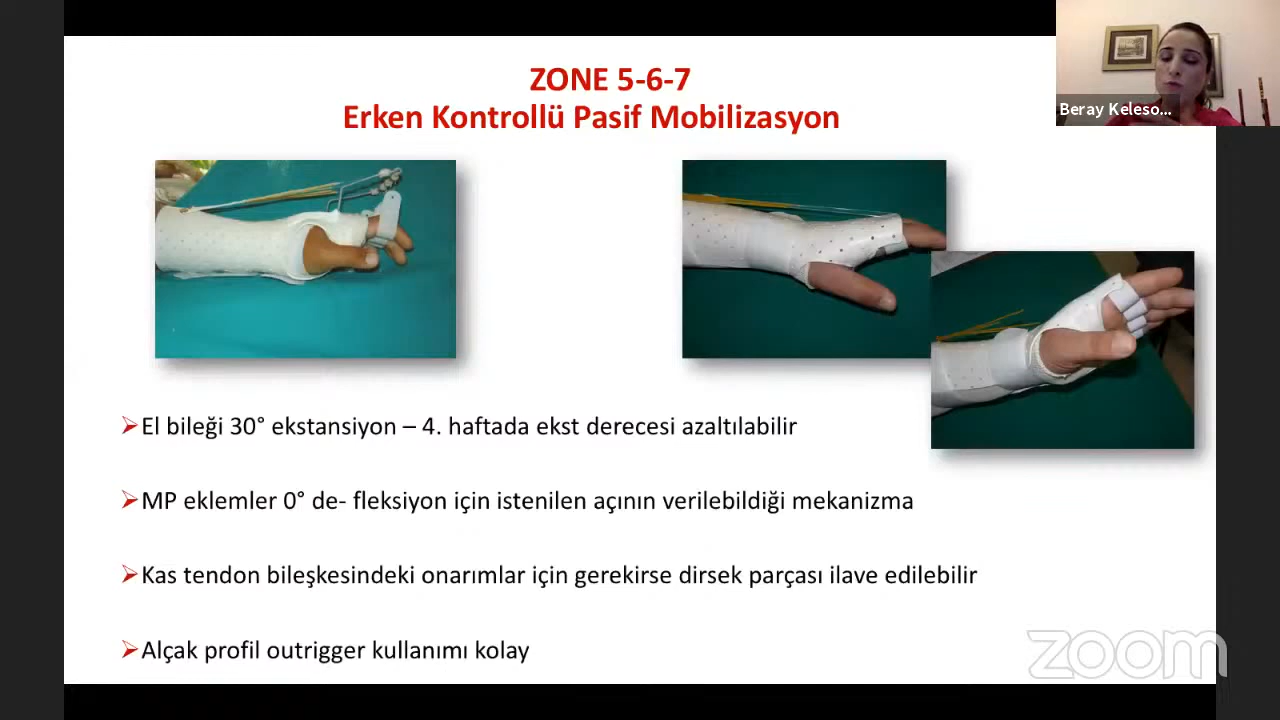 ZONE 5-6-7
Erken Kontrollü Pasif Mobilizasyon
Beray Keleso...
➢El bileği 30° ekstansiyon – 4. haftada ekst derecesi azaltılabilir
➢MP eklemler 0° de- fleksiyon için istenilen açının verilebildiği mekanizma
➢Kas tendon bileşkesindeki onarımlar için gerekirse dirsek parçası ilave edilebilir
➢Alçak profil outrigger kullanımı kolay
zoom